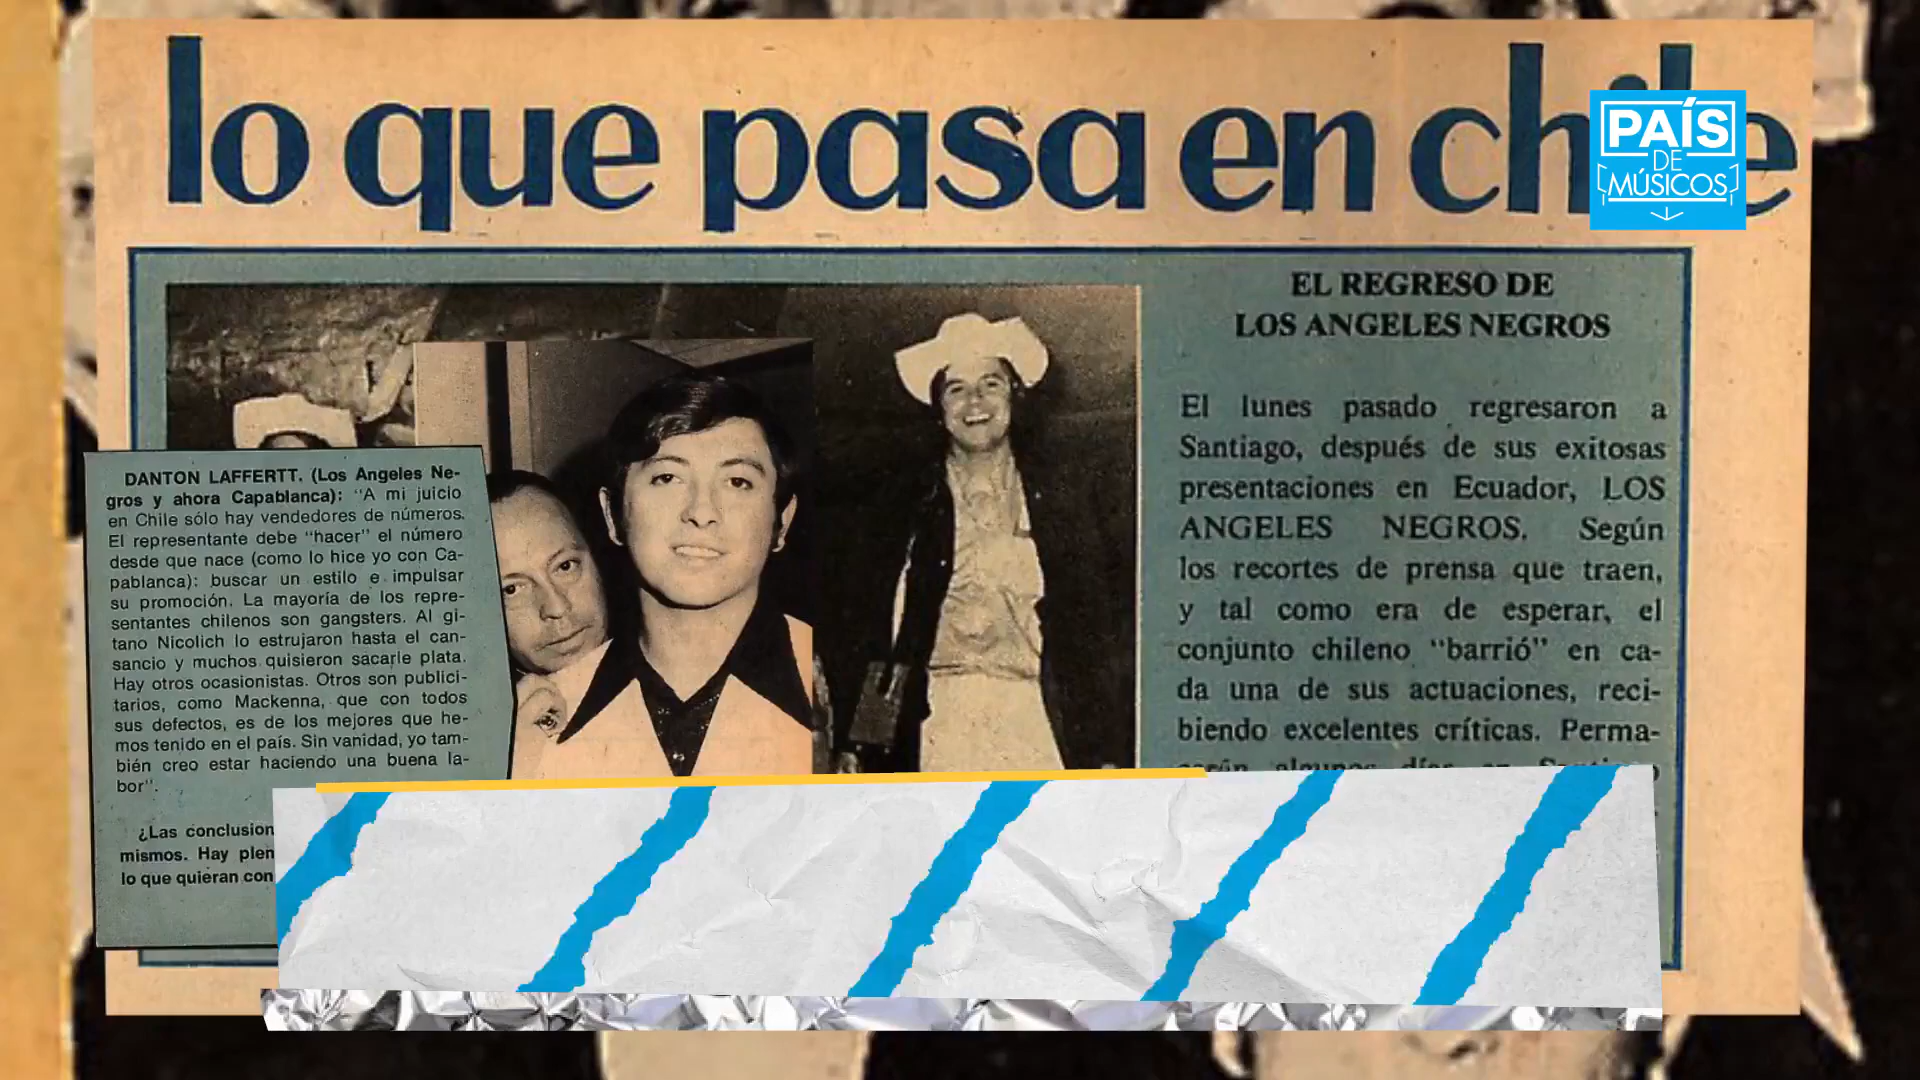 lo que pasa en chile
PAÍS
DE
MÚSICOS
EL REGRESO DE
LOS ANGELES NEGROS
El lunes pasado regresaron a
Santiago, después de sus exitosas
presentaciones en Ecuador, LOS
ANGELES NEGROS. Según
los recortes de prensa que traen,
y tal como era de esperar, el
conjunto chileno "barrió" en ca-
da una de sus actuaciones, reci-
biendo excelentes críticas. Perma-
DANTON LAFFERTT. (Los Angeles Ne-
gros y ahora Capablanca): "A mi juicio
en Chile sólo hay vendedores de números.
El representante debe "hacer" el número
desde que nace (como lo hice yo con Ca-
pablanca): buscar un estilo e impulsar
su promoción. La mayoría de los repre-
sentantes chilenos son gangsters. Al gi-
tano Nicolich lo estrujaron hasta el can-
sancio y muchos quisieron sacarle plata.
Hay otros ocasionistas. Otros son publici-
tarios, como Mackenna, que con todos
sus defectos, es de los mejores que he-
mos tenido en el país. Sin vanidad, yo tam-
bién creo estar haciendo una buena la-
bor".
¿Las conclusion
mismos. Hay plen
lo que quieran con